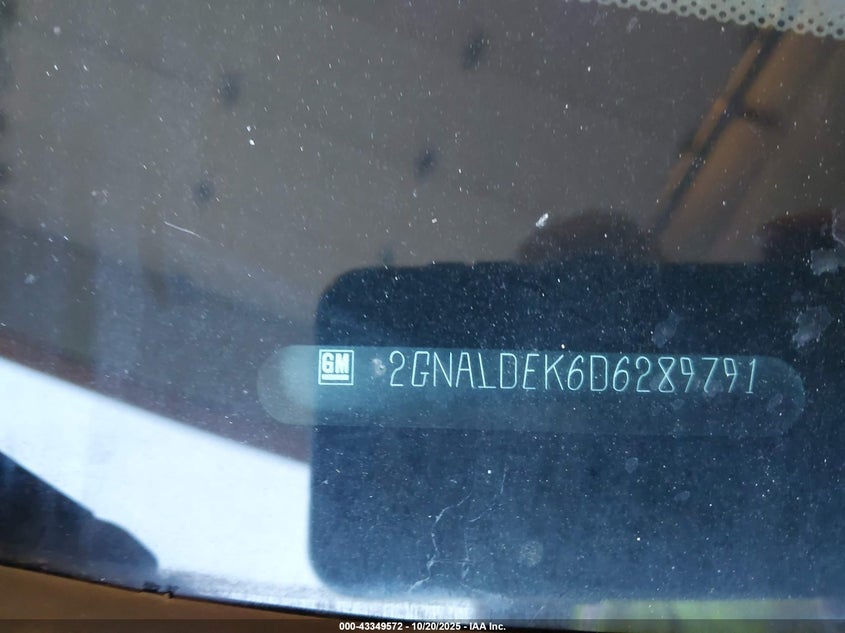 GM 2GNALDEK6D6289791
000-43349572 - 10/20/2025 - IAA Inc.